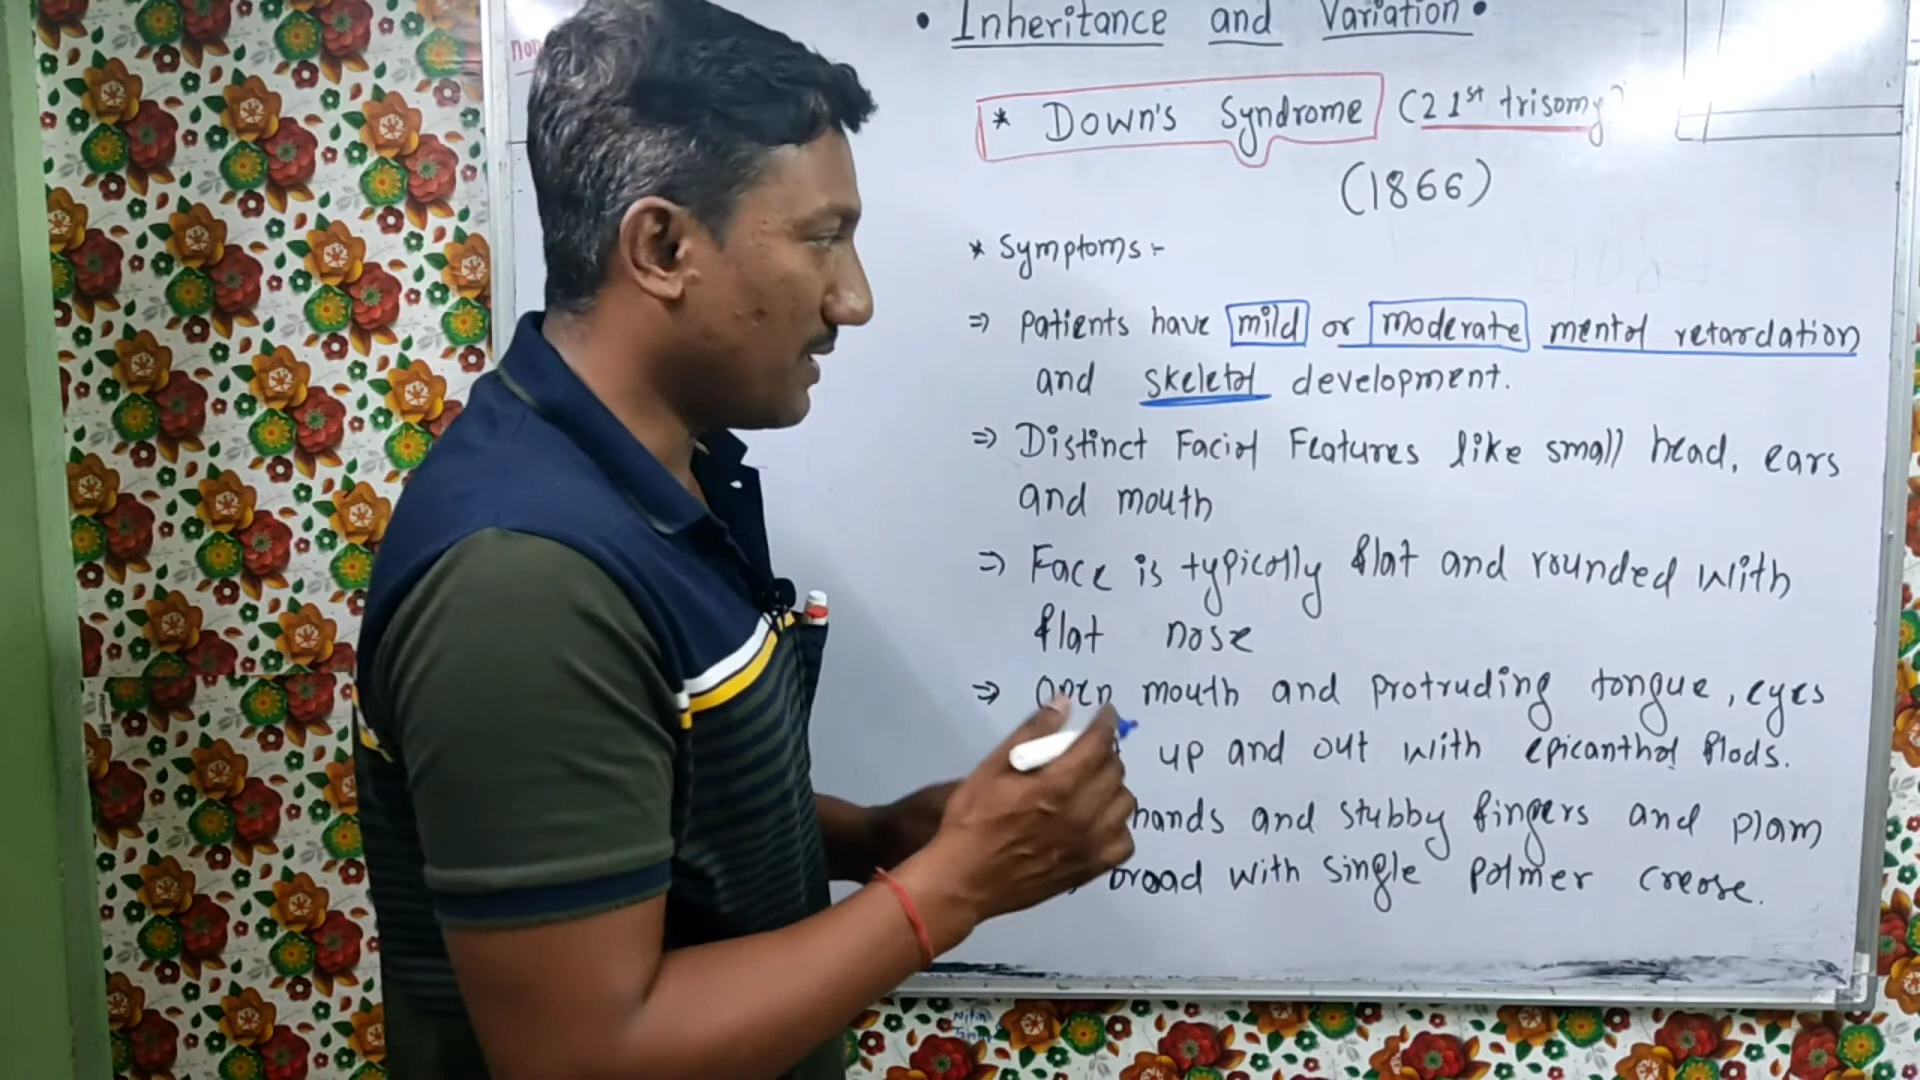 • Inheritance and Variation •
non
* Down's Syndrome (21st trisomy)
(1866)
* Symptoms :-
⇒ patients have mild or moderate mental retardation
and skeletal development.
⇒ Distinct Facial Features like small head, ears
and mouth
⇒ Face is typically flat and rounded with
flat nose
⇒ Open mouth and protruding tongue, eyes
up and out with epicanthal flods.
hands and stubby fingers and plam
broad with single palmer crease.